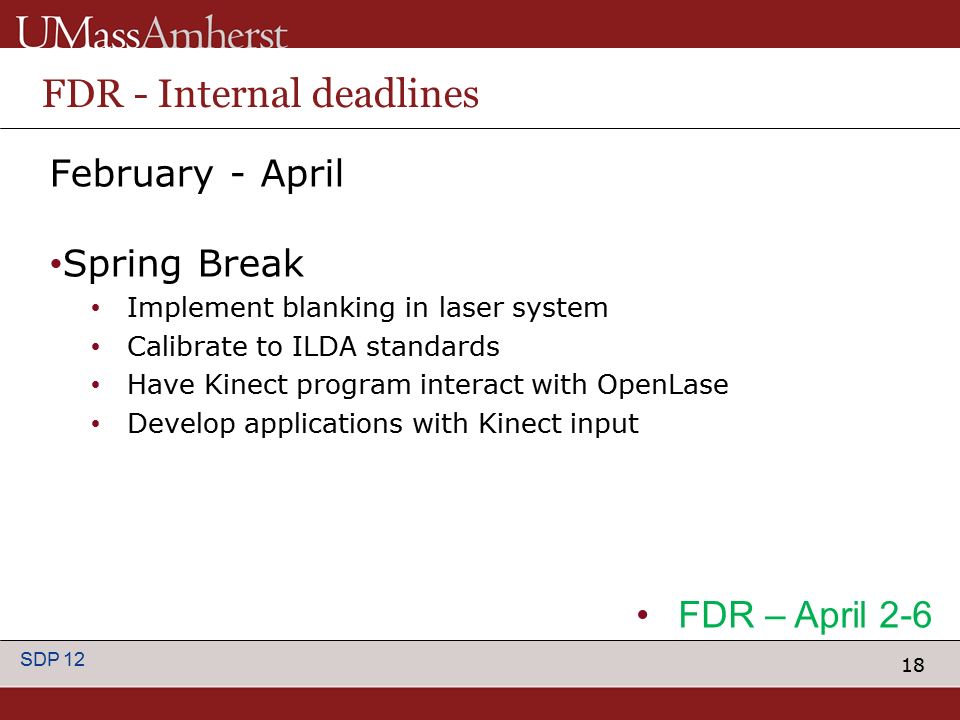 UMassAmherst
FDR - Internal deadlines
February - April
•Spring Break
• Implement blanking in laser system
• Calibrate to ILDA standards
• Have Kinect program interact with OpenLase
• Develop applications with Kinect input
• FDR – April 2-6
SDP 12
18